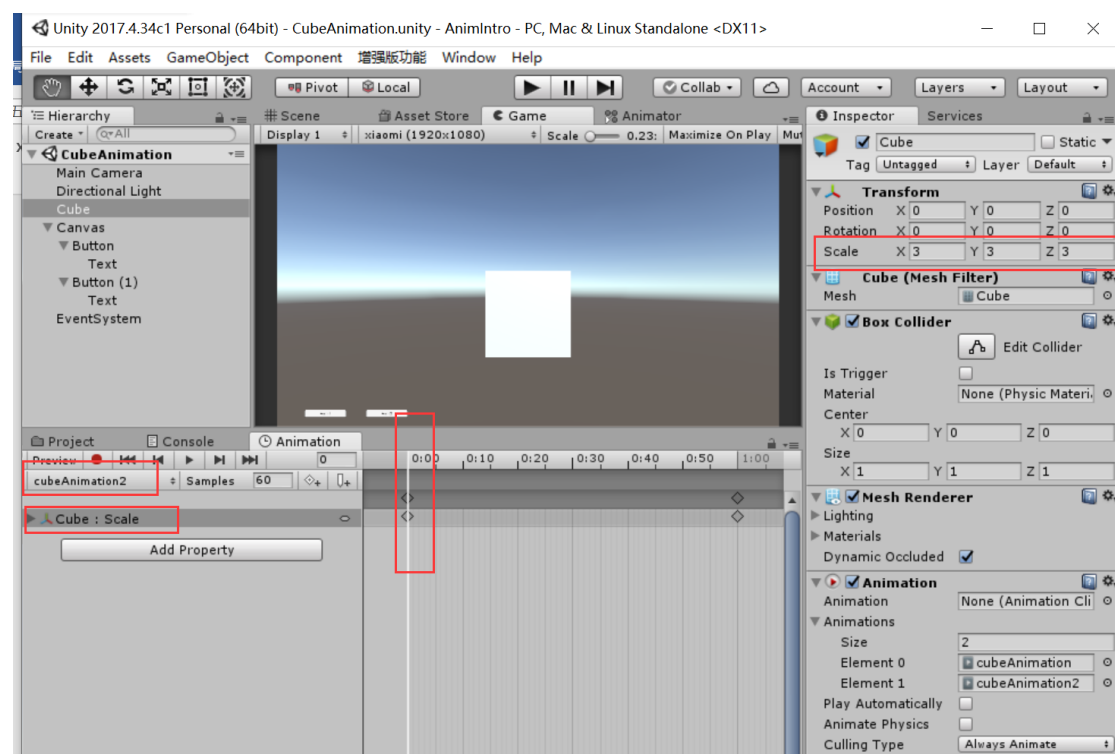 Unity 2017.4.34c1 Personal (64bit) - CubeAnimation.unity - AnimIntro - PC, Mac & Linux Standalone <DX11>
File Edit Assets GameObject Component 增强版功能 Window Help
Pivot Local Collab Account Layers Layout
Hierarchy
Create All
CubeAnimation
Main Camera
Directional Light
Cube
Canvas
Button
Text
Button (1)
Text
EventSystem
Scene Asset Store Game Animator
Display 1 xiaomi (1920x1080) Scale 0.23: Maximize On Play Mut
Project Console Animation
Preview 0
cubeAnimation2 Samples 60
Cube : Scale
Add Property
0:00 0:10 0:20 0:30 0:40 0:50 1:00
Inspector Services
Cube Static
Tag Untagged Layer Default
Transform
Position X 0 Y 0 Z 0
Rotation X 0 Y 0 Z 0
Scale X 3 Y 3 Z 3
Cube (Mesh Filter)
Mesh Cube
Box Collider
Edit Collider
Is Trigger
Material None (Physic Materi
Center
X 0 Y 0 Z 0
Size
X 1 Y 1 Z 1
Mesh Renderer
Lighting
Materials
Dynamic Occluded
Animation
Animation None (Animation Cli
Animations
Size 2
Element 0 cubeAnimation
Element 1 cubeAnimation2
Play Automatically
Animate Physics
Culling Type Always Animate